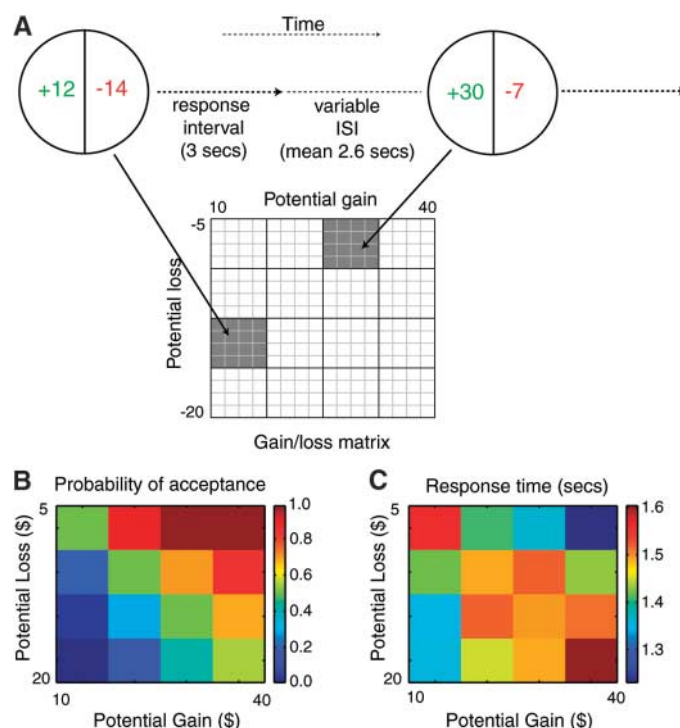 A
Time
+12 -14
+30 -7
response
interval
(3 secs)
variable
ISI
(mean 2.6 secs)
Potential gain
10 40
-5
Potential loss
-20
Gain/loss matrix
B Probability of acceptance
5
Potential Loss ($)
20
10 40
Potential Gain ($)
1.0
0.8
0.6
0.4
0.2
0.0
C Response time (secs)
5
Potential Loss ($)
20
10 40
Potential Gain ($)
1.6
1.5
1.4
1.3